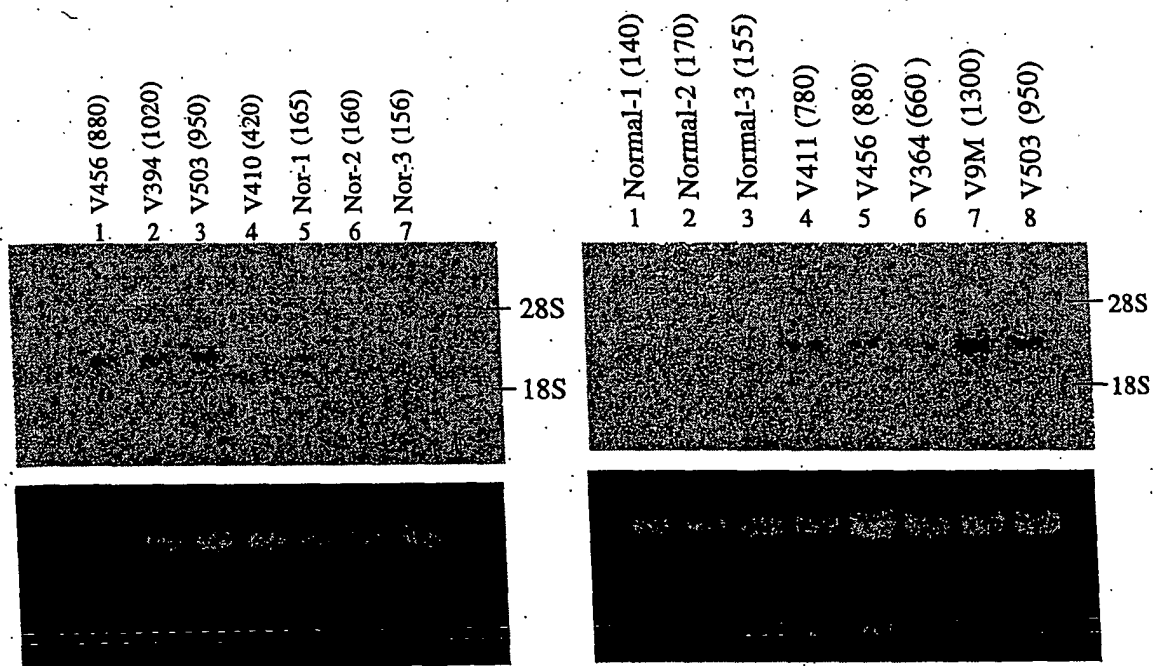 V456 (880)
V394 (1020)
V503 (950)
V410 (420)
Nor-1 (165)
Nor-2 (160)
Nor-3 (156)
1 2 3 4 5 6 7
28S
18S
Normal-1 (140)
Normal-2 (170)
Normal-3 (155)
V411 (780)
V456 (880)
V364 (660)
V9M (1300)
V503 (950)
1 2 3 4 5 6 7 8
28S
18S